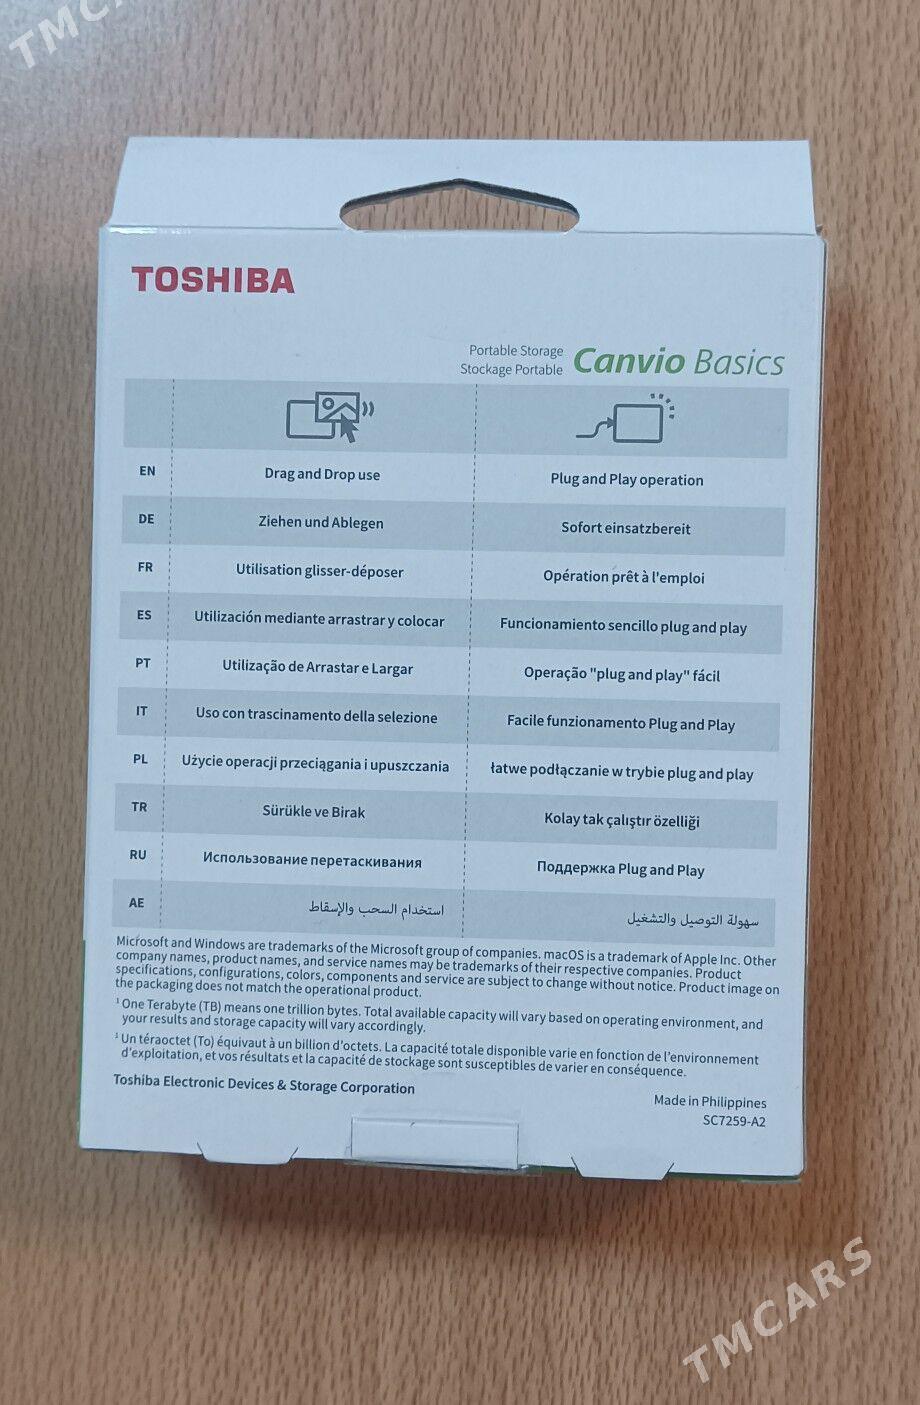 TMCARS
TOSHIBA
Portable Storage
Stockage Portable
Canvio Basics
EN Drag and Drop use Plug and Play operation
DE Ziehen und Ablegen Sofort einsatzbereit
FR Utilisation glisser-déposer Opération prêt à l'emploi
ES Utilización mediante arrastrar y colocar Funcionamiento sencillo plug and play
PT Utilização de Arrastar e Largar Operação "plug and play" fácil
IT Uso con trascinamento della selezione Facile funzionamento Plug and Play
PL Użycie operacji przeciągania i upuszczania łatwe podłączanie w trybie plug and play
TR Sürükle ve Birak Kolay tak çalıştır özelliği
RU Использование перетаскивания Поддержка Plug and Play
AE استخدام السحب والإسقاط سهولة التوصيل والتشغيل
Microsoft and Windows are trademarks of the Microsoft group of companies. macOS is a trademark of Apple Inc. Other
company names, product names, and service names may be trademarks of their respective companies. Product
specifications, configurations, colors, components and service are subject to change without notice. Product image on
the packaging does not match the operational product.
¹ One Terabyte (TB) means one trillion bytes. Total available capacity will vary based on operating environment, and
your results and storage capacity will vary accordingly.
¹ Un téraoctet (To) équivaut à un billion d'octets. La capacité totale disponible varie en fonction de l'environnement
d'exploitation, et vos résultats et la capacité de stockage sont susceptibles de varier en conséquence.
Toshiba Electronic Devices & Storage Corporation
Made in Philippines
SC7259-A2
TMCARS